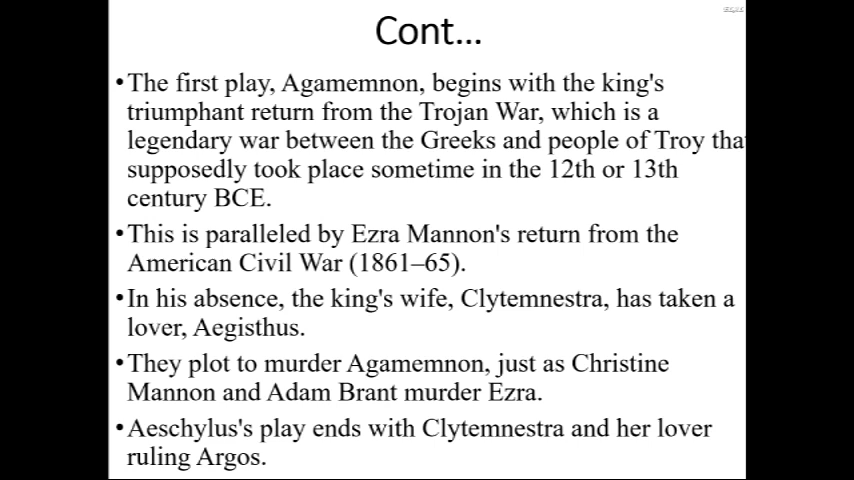 Cont...
•The first play, Agamemnon, begins with the king's
triumphant return from the Trojan War, which is a
legendary war between the Greeks and people of Troy tha
supposedly took place sometime in the 12th or 13th
century BCE.
•This is paralleled by Ezra Mannon's return from the
American Civil War (1861–65).
•In his absence, the king's wife, Clytemnestra, has taken a
lover, Aegisthus.
•They plot to murder Agamemnon, just as Christine
Mannon and Adam Brant murder Ezra.
•Aeschylus's play ends with Clytemnestra and her lover
ruling Argos.